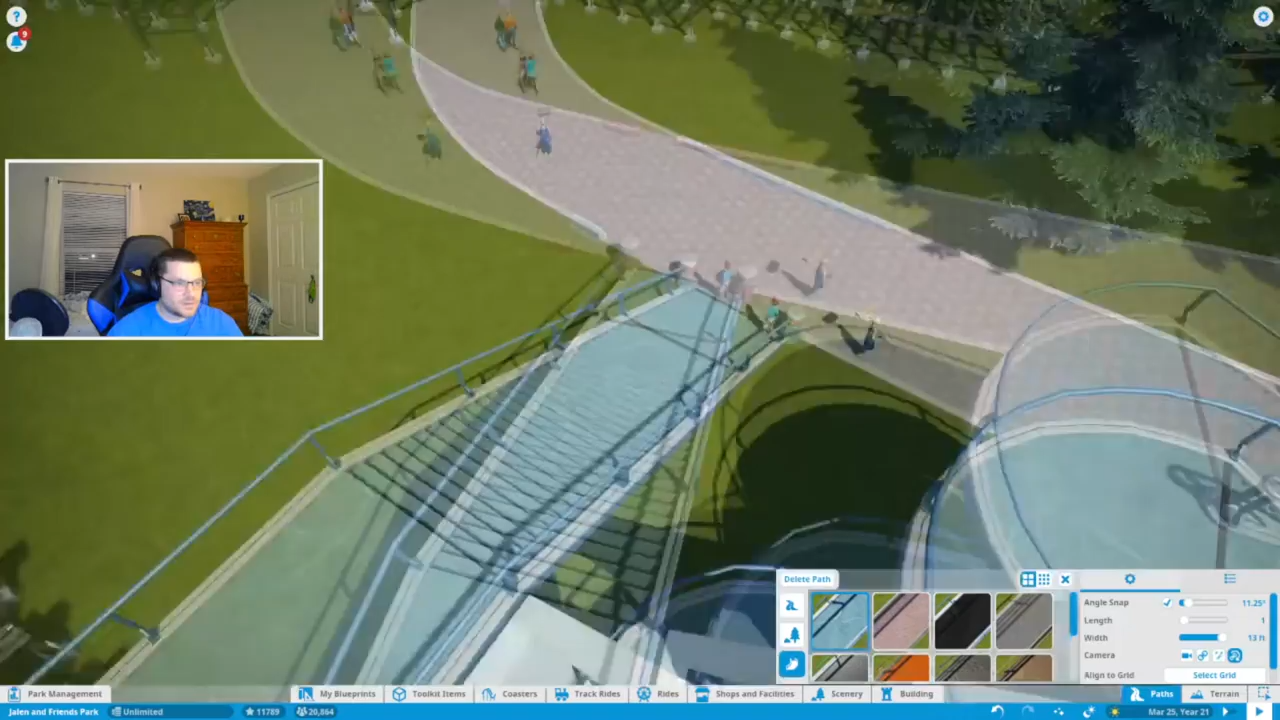 ?
9
Delete Path
Angle Snap 11.25°
Length 1
Width 13 ft
Camera
Align to Grid Select Grid
Park Management My Blueprints Toolkit Items Coasters Track Rides Rides Shops and Facilities Scenery Building Paths Terrain
Jalen and Friends Park Unlimited 11789 20,864 Mar 25, Year 21